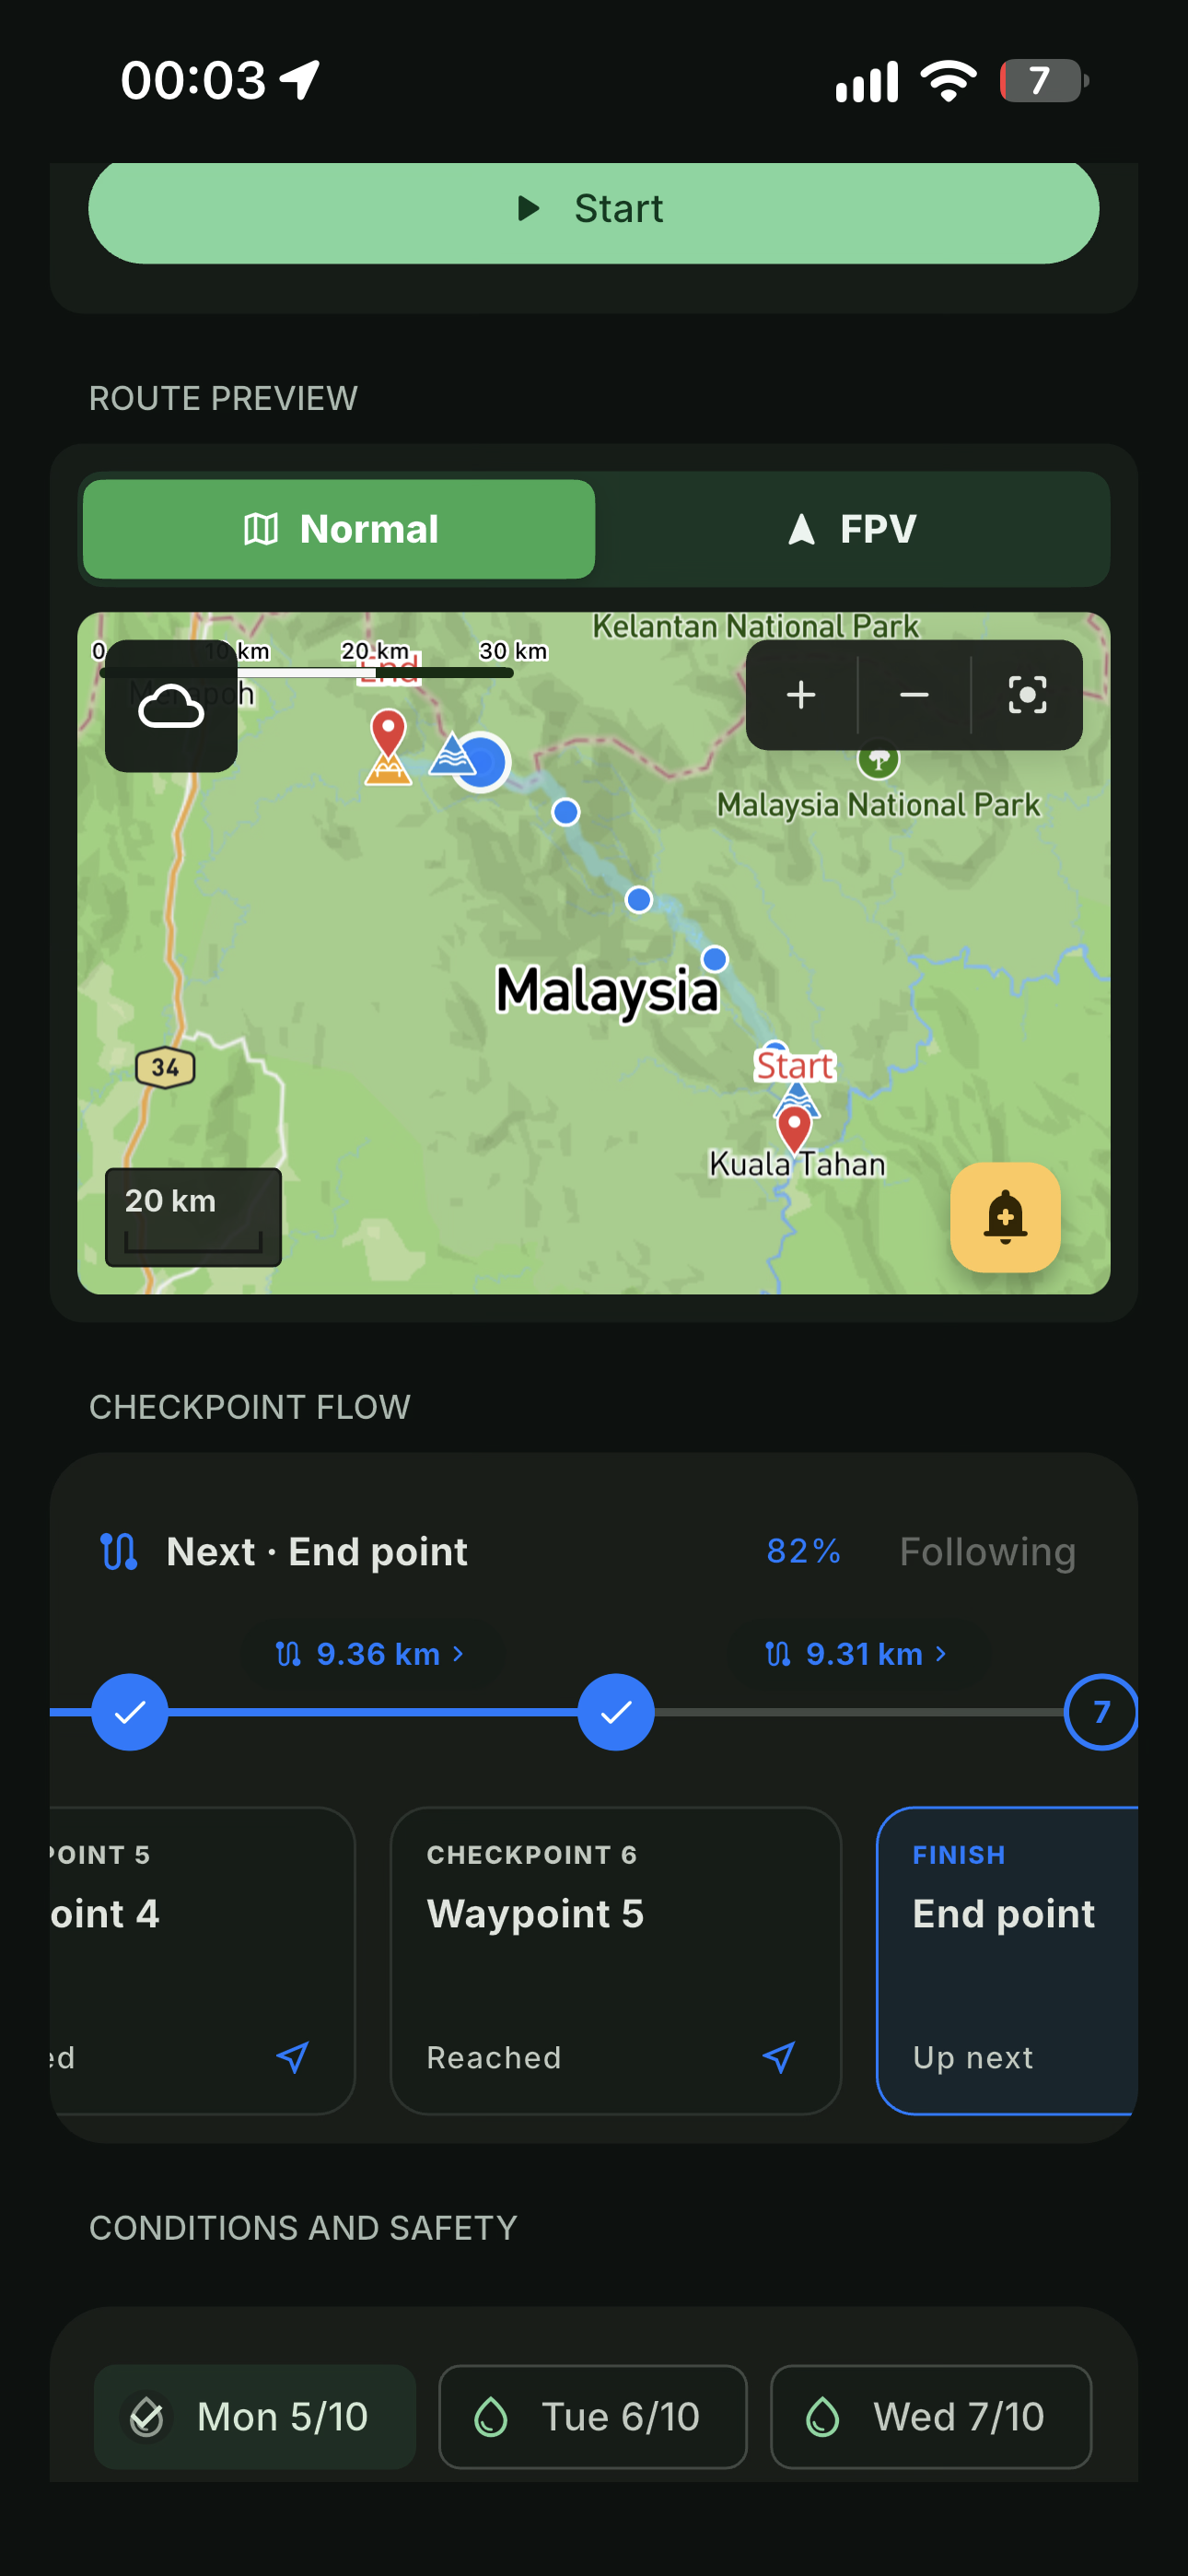 00:03
7
Start
ROUTE PREVIEW
Normal
FPV
Kelantan National Park
0
10 km
20 km
30 km
End
Merapoh
Malaysia National Park
Malaysia
34
Start
Kuala Tahan
20 km
CHECKPOINT FLOW
Next · End point
82%
Following
9.36 km
9.31 km
7
POINT 5
CHECKPOINT 6
FINISH
oint 4
Waypoint 5
End point
ed
Reached
Up next
CONDITIONS AND SAFETY
Mon 5/10
Tue 6/10
Wed 7/10